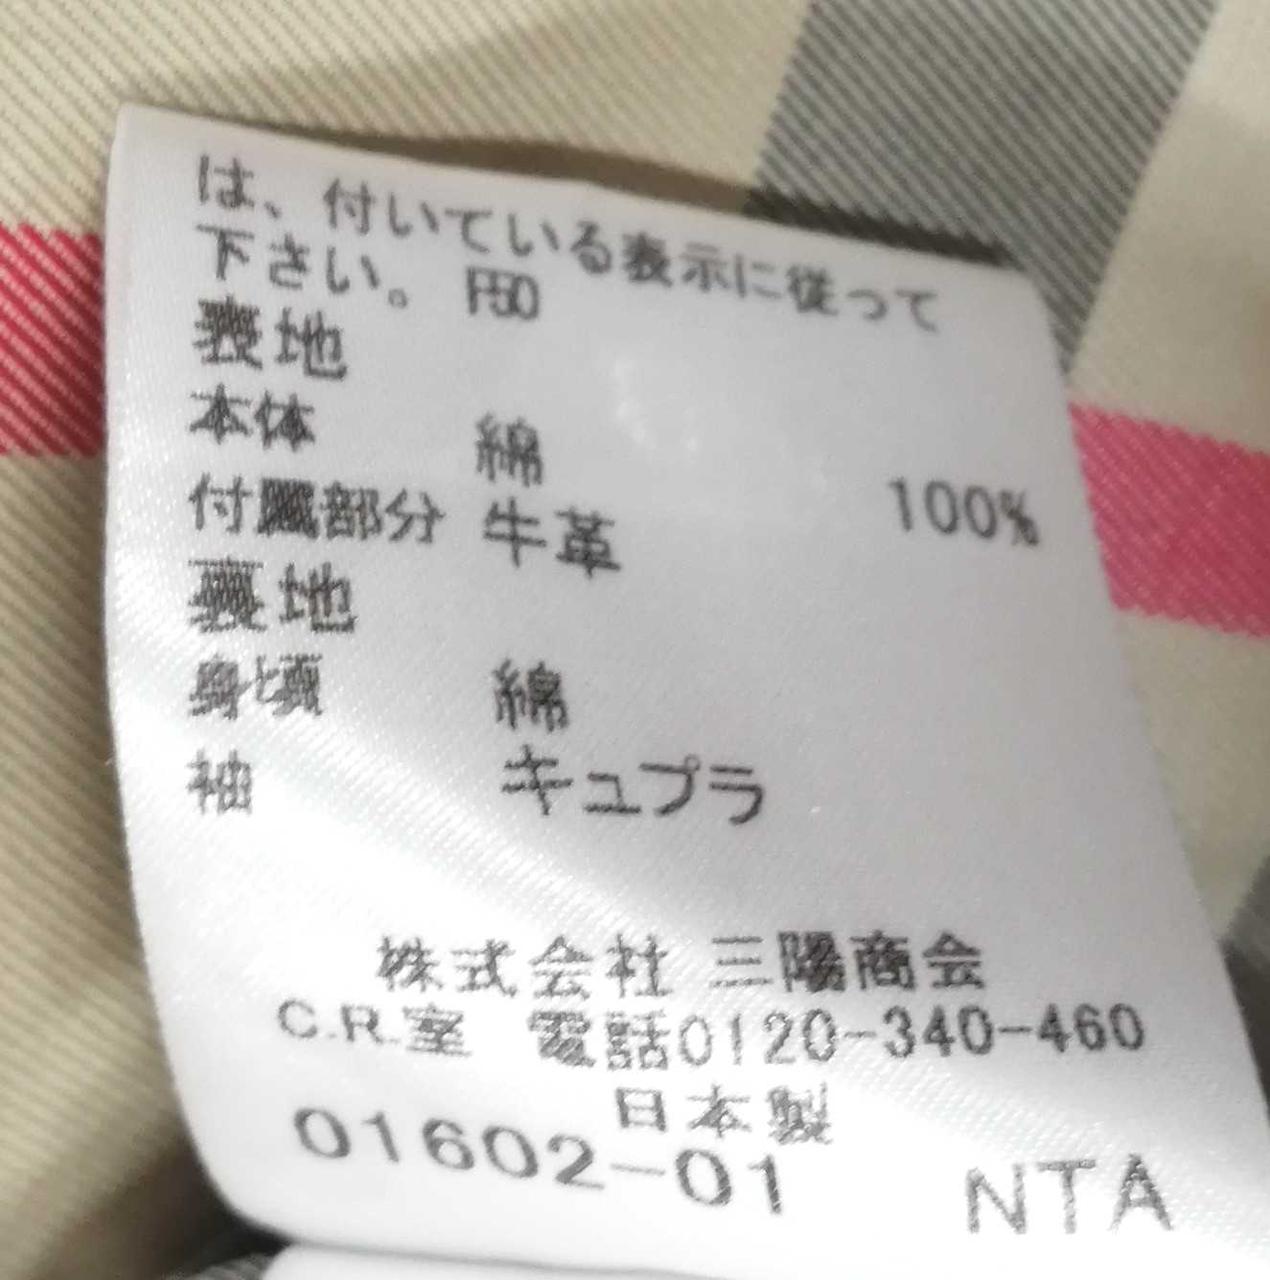 は、付いている表示に従って
下さい。 P50
表地
本体 綿 100%
付属部分 牛革
裏地
身頃 綿
袖 キュプラ
株式会社 三陽商会
C.R.室 電話0120-340-460
日本製
01602-01 NTA